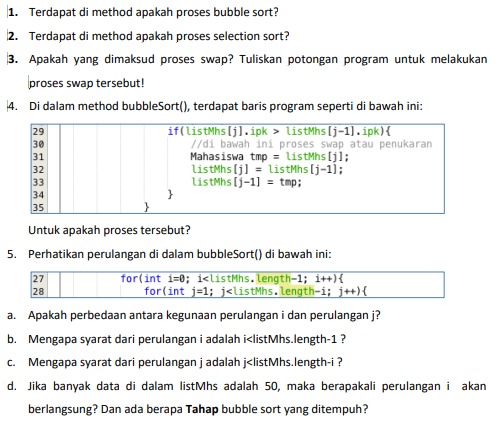 1. Terdapat di method apakah proses bubble sort?
2. Terdapat di method apakah proses selection sort?
3. Apakah yang dimaksud proses swap? Tuliskan potongan program untuk melakukan
proses swap tersebut!
4. Di dalam method bubbleSort(), terdapat baris program seperti di bawah ini:
29 if(listMhs[j].ipk > listMhs[j-1].ipk){
30 //di bawah ini proses swap atau penukaran
31 Mahasiswa tmp = listMhs[j];
32 listMhs[j] = listMhs[j-1];
33 listMhs[j-1] = tmp;
34 }
35 }
Untuk apakah proses tersebut?
5. Perhatikan perulangan di dalam bubbleSort() di bawah ini:
27 for(int i=0; i<listMhs.length-1; i++){
28 for(int j=1; j<listMhs.length-i; j++){
a. Apakah perbedaan antara kegunaan perulangan i dan perulangan j?
b. Mengapa syarat dari perulangan i adalah i<listMhs.length-1 ?
c. Mengapa syarat dari perulangan j adalah j<listMhs.length-i ?
d. Jika banyak data di dalam listMhs adalah 50, maka berapakali perulangan i akan
berlangsung? Dan ada berapa Tahap bubble sort yang ditempuh?